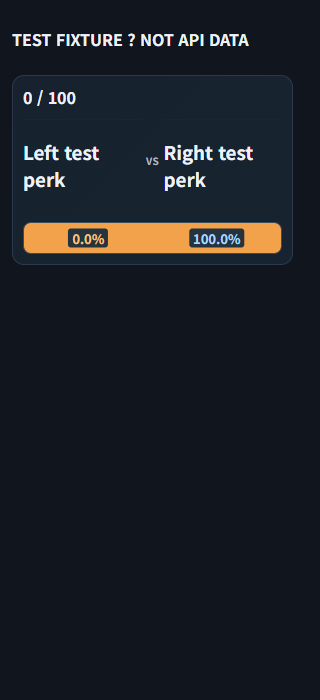 TEST FIXTURE ? NOT API DATA
0 / 100
Left test perk
vs
Right test perk
0.0%
100.0%